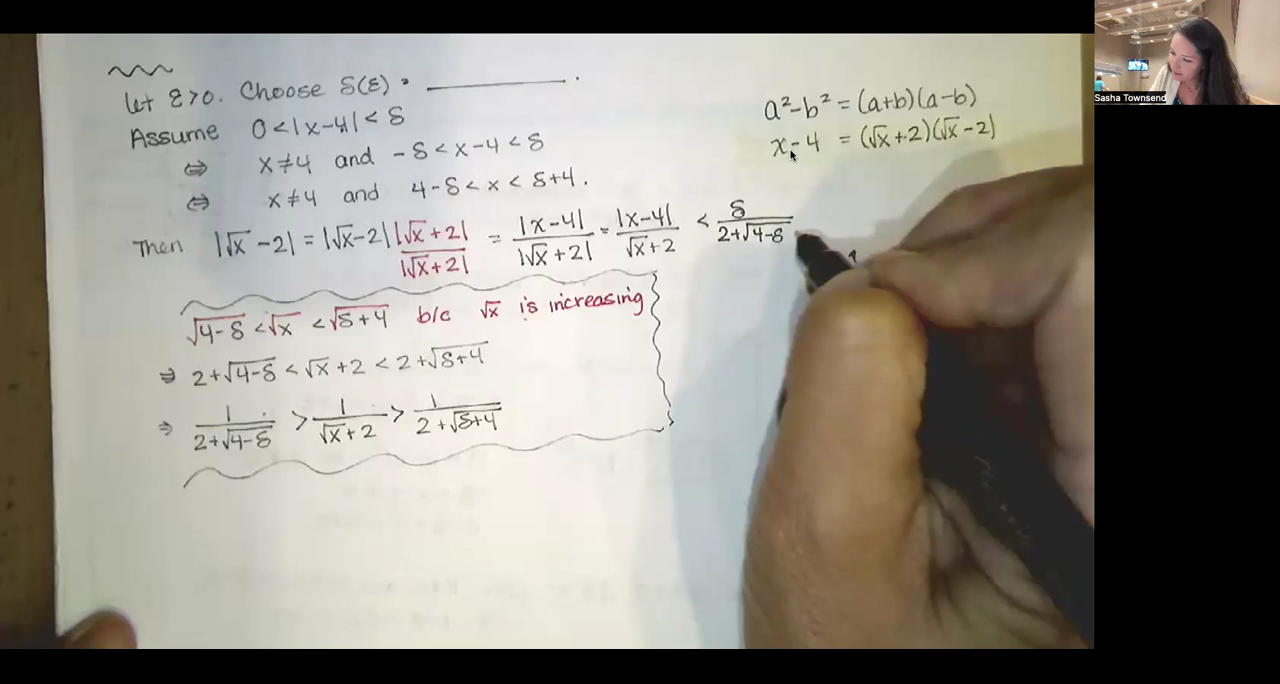 Let ε>0. Choose δ(ε) = ________.
Assume 0<|x-4|<δ
⇔ x≠4 and -δ<x-4<δ
⇔ x≠4 and 4-δ<x<δ+4.
Then |√x -2| = |√x-2| |√x+2|/|√x+2| = |x-4|/|√x+2| = |x-4|/(√x+2) < δ/(2+√(4-δ))
√(4-δ) < √x < √(δ+4) b/c √x is increasing
⇒ 2+√(4-δ) < √x+2 < 2+√(δ+4)
⇒ 1/(2+√(4-δ)) > 1/(√x+2) > 1/(2+√(δ+4))
a²-b² = (a+b)(a-b)
x-4 = (√x+2)(√x-2)
Sasha Townsend